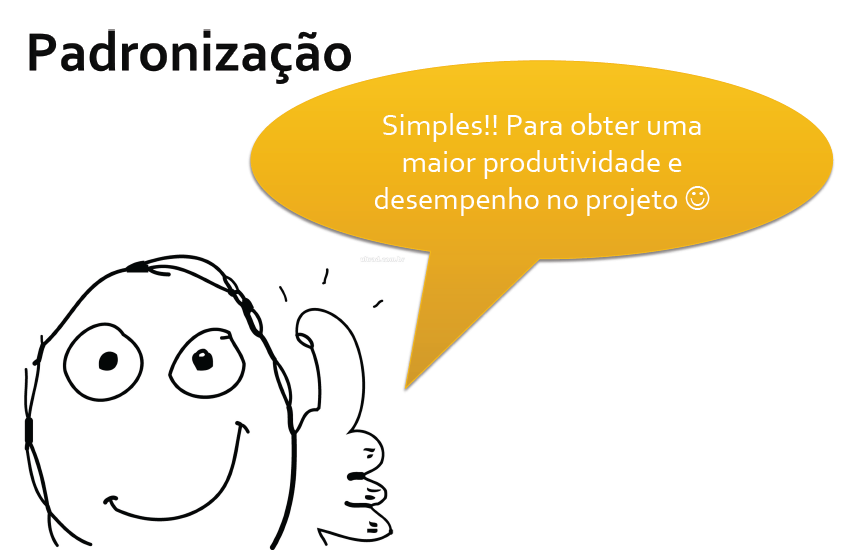 Padronização
Simples!! Para obter uma
maior produtividade e
desempenho no projeto ☺